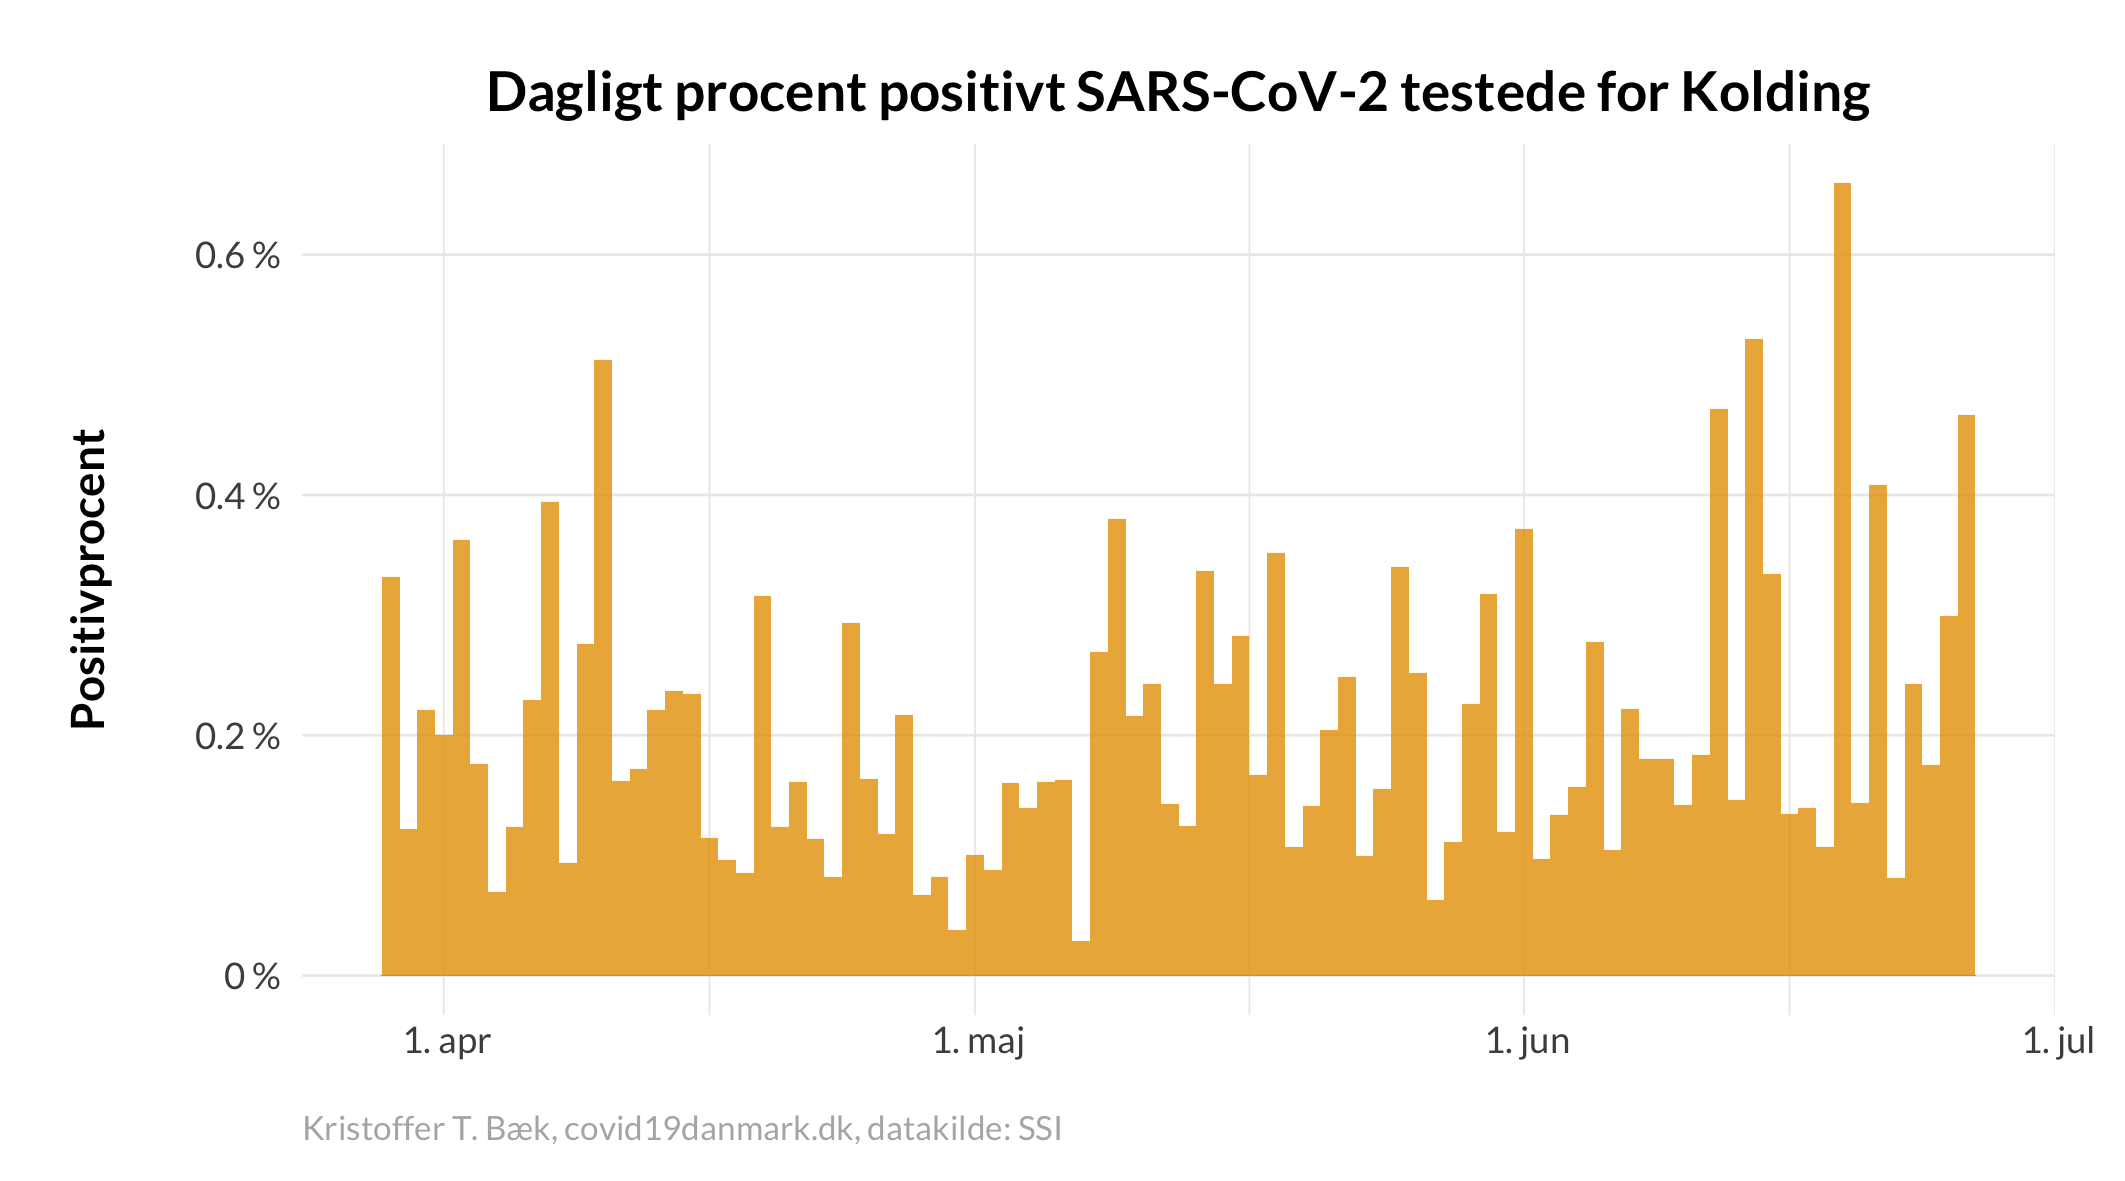 Dagligt procent positivt SARS-CoV-2 testede for Kolding
Positivprocent
0.6 %
0.4 %
0.2 %
0 %
1. apr
1. maj
1. jun
1. jul
Kristoffer T. Bæk, covid19danmark.dk, datakilde: SSI